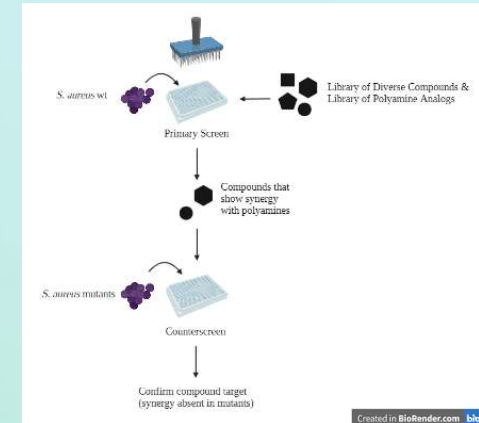 S. aureus wt
Library of Diverse Compounds &
Library of Polyamine Analogs
Primary Screen
Compounds that
show synergy
with polyamines
S. aureus mutants
Counterscreen
Confirm compound target
(synergy absent in mutants)
Created in BioRender.com